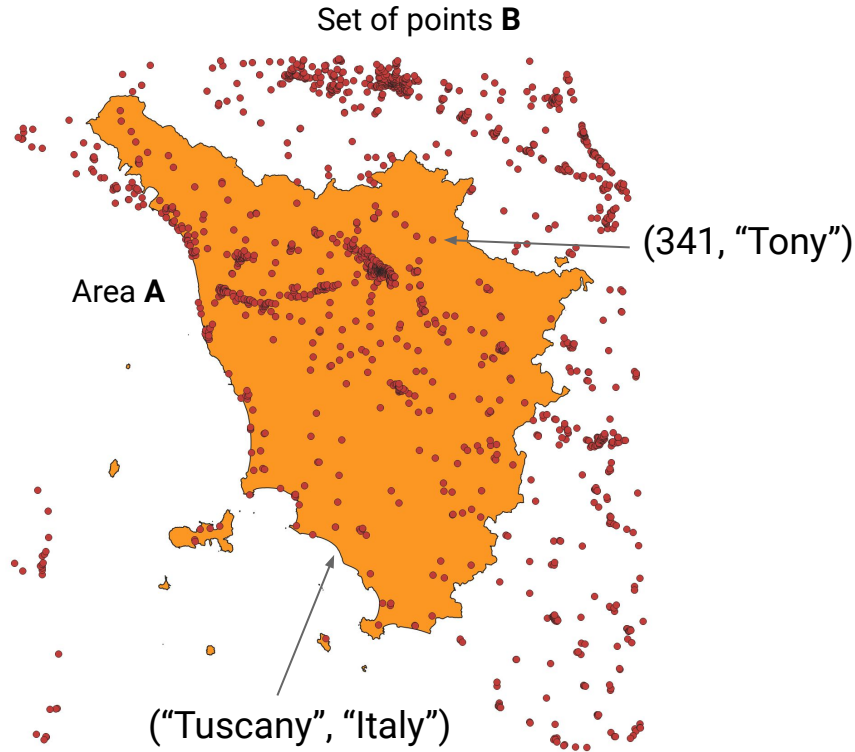 Set of points B
(341, “Tony”)
Area A
(“Tuscany”, “Italy”)